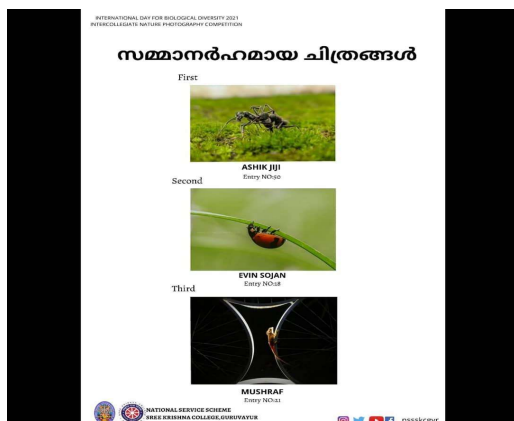 INTERNATIONAL DAY FOR BIOLOGICAL DIVERSITY 2021
INTERCOLLEGIATE NATURE PHOTOGRAPHY COMPETITION
സമ്മാനർഹമായ ചിത്രങ്ങൾ
First
ASHIK JIJI
Entry NO:50
Second
EVIN SOJAN
Entry NO:18
Third
MUSHRAF
Entry NO:21
NATIONAL SERVICE SCHEME
SREE KRISHNA COLLEGE,GURUVAYUR